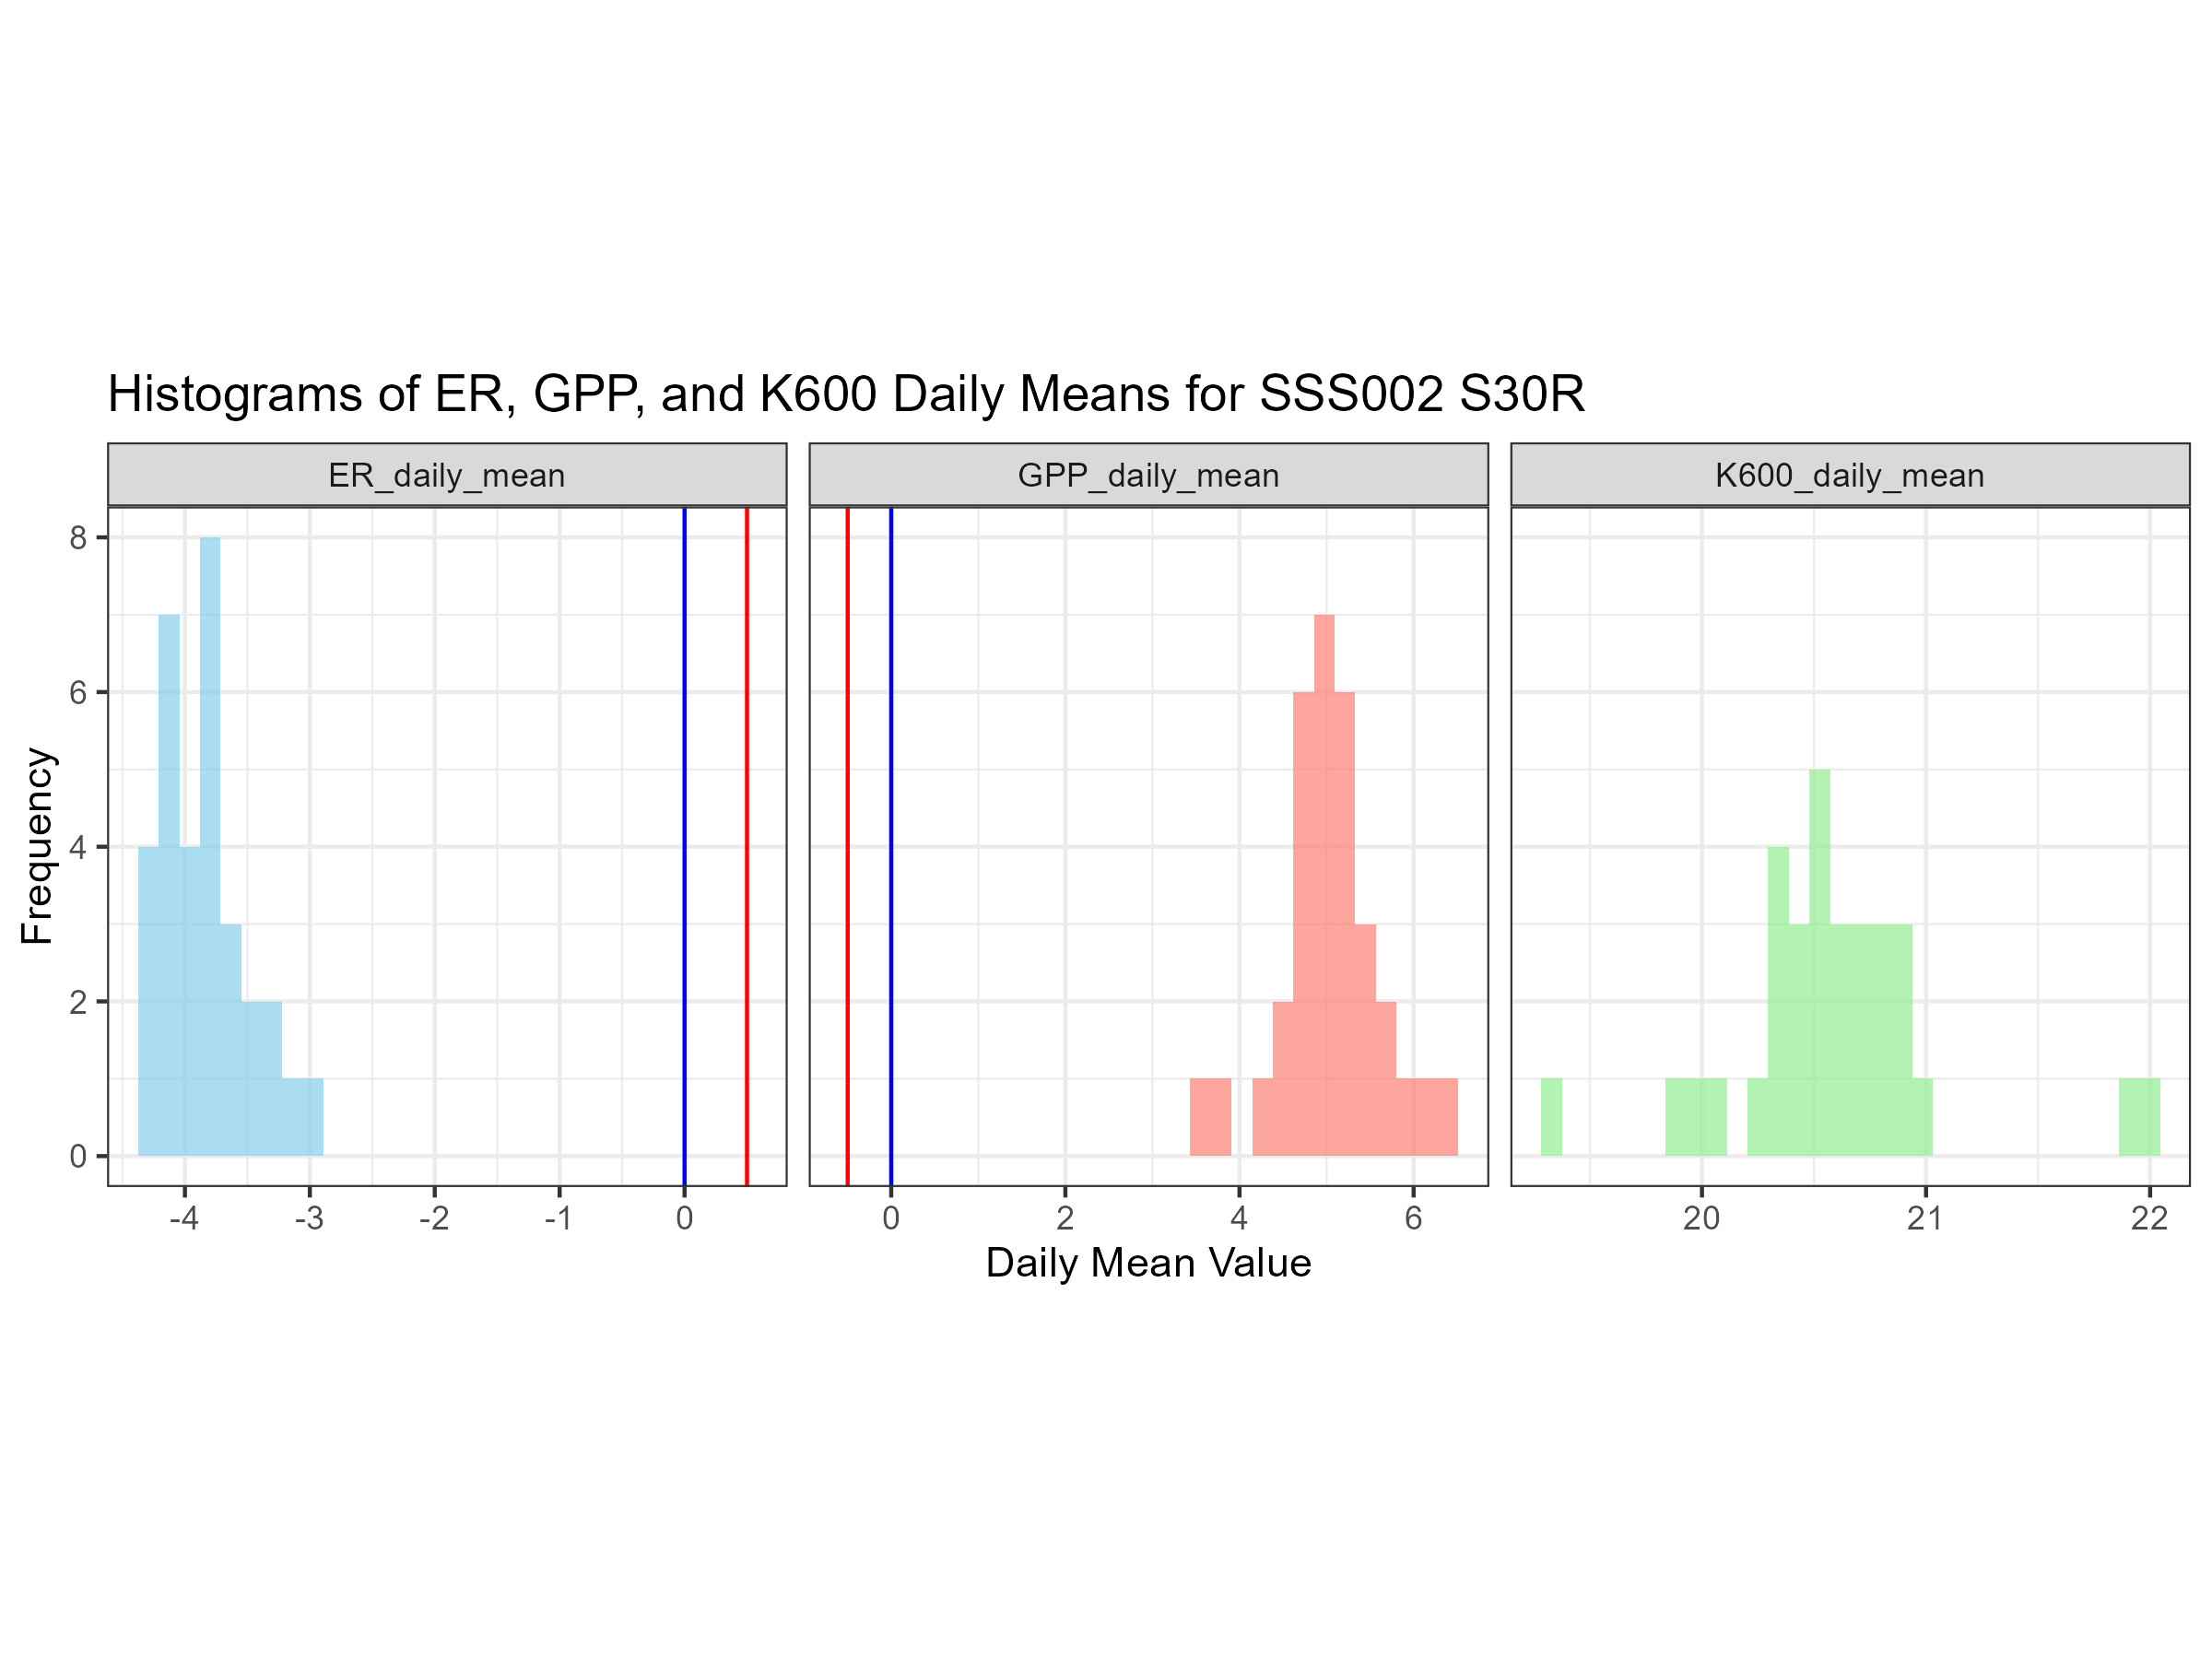 Histograms of ER, GPP, and K600 Daily Means for SSS002 S30R
ER_daily_mean GPP_daily_mean K600_daily_mean
Frequency
8
6
4
2
0
-4 -3 -2 -1 0 0 2 4 6 20 21 22
Daily Mean Value